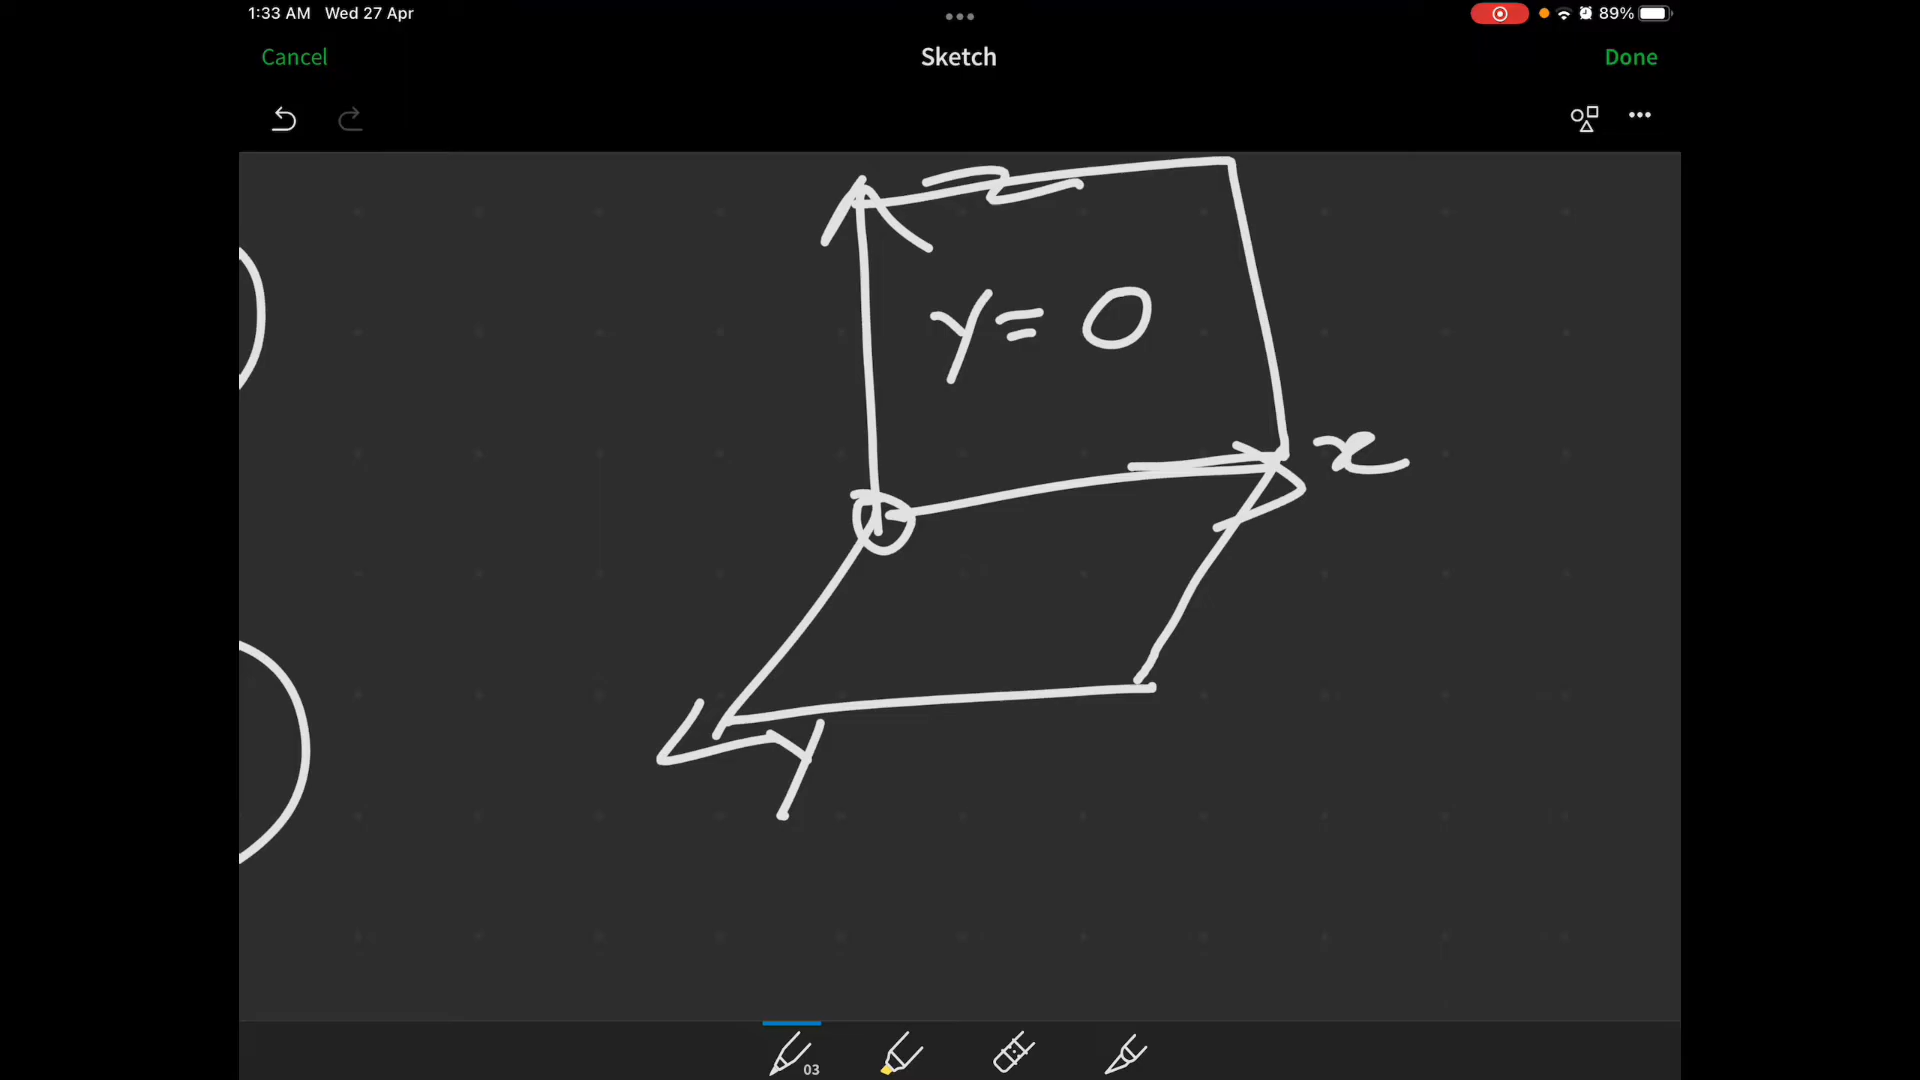 1:33 AM Wed 27 Apr
89%
Cancel
Sketch
Done
z
y = 0
x
y
03